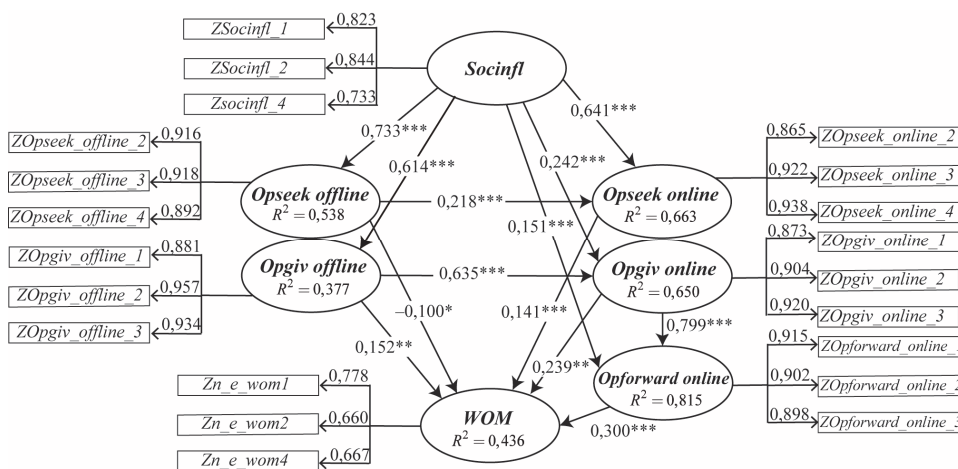 ZSocinfl_1
0,823
ZSocinfl_2
0,844
Zsocinfl_4
0,733
Socinfl
0,733***
0,614***
0,641***
0,242***
0,151***
ZOpseek_offline_2
0,916
ZOpseek_offline_3
0,918
ZOpseek_offline_4
0,892
Opseek offline
R² = 0,538
0,218***
Opseek online
R² = 0,663
0,865
ZOpseek_online_2
0,922
ZOpseek_online_3
0,938
ZOpseek_online_4
ZOpgiv_offline_1
0,881
ZOpgiv_offline_2
0,957
ZOpgiv_offline_3
0,934
Opgiv offline
R² = 0,377
0,635***
Opgiv online
R² = 0,650
0,873
ZOpgiv_online_1
0,904
ZOpgiv_online_2
0,920
ZOpgiv_online_3
–0,100*
0,141***
0,152**
0,239**
0,799***
Opforward online
R² = 0,815
0,915
ZOpforward_online_1
0,902
ZOpforward_online_2
0,898
ZOpforward_online_3
Zn_e_wom1
0,778
Zn_e_wom2
0,660
Zn_e_wom4
0,667
WOM
R² = 0,436
0,300***